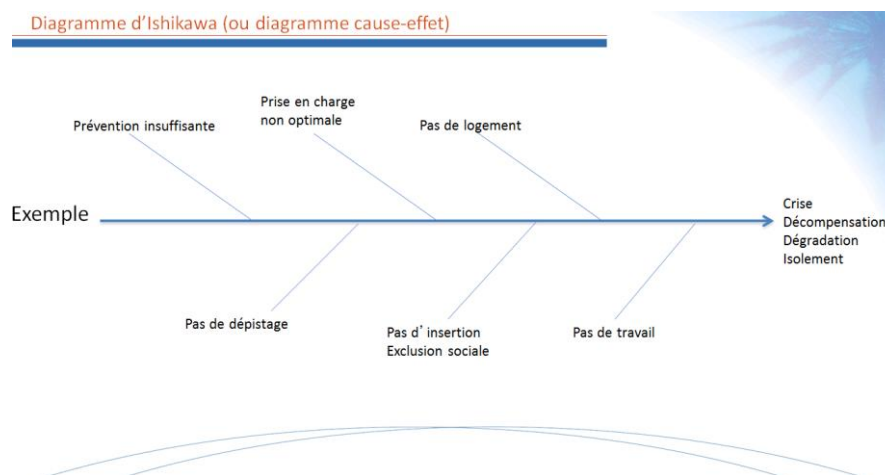 Diagramme d’Ishikawa (ou diagramme cause-effet)
Prise en charge
non optimale
Prévention insuffisante
Pas de logement
Exemple
Crise
Décompensation
Dégradation
Isolement
Pas de dépistage
Pas d’ insertion
Exclusion sociale
Pas de travail